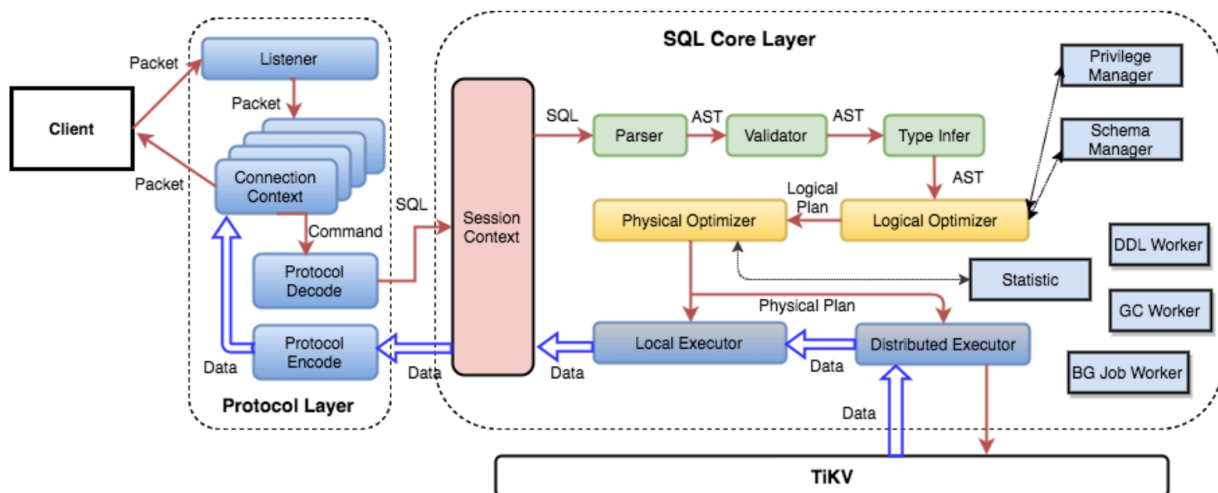 SQL Core Layer
Packet
Listener
Privilege
Manager
Packet
Client
SQL
Parser
AST
Validator
AST
Type Infer
Schema
Manager
Packet
Connection
Context
AST
SQL
Logical
Plan
Session
Context
Physical Optimizer
Logical Optimizer
Command
DDL Worker
Protocol
Decode
Statistic
Physical Plan
GC Worker
Protocol
Encode
Local Executor
Distributed Executor
Data
Data
Data
Data
BG Job Worker
Protocol Layer
Data
TiKV